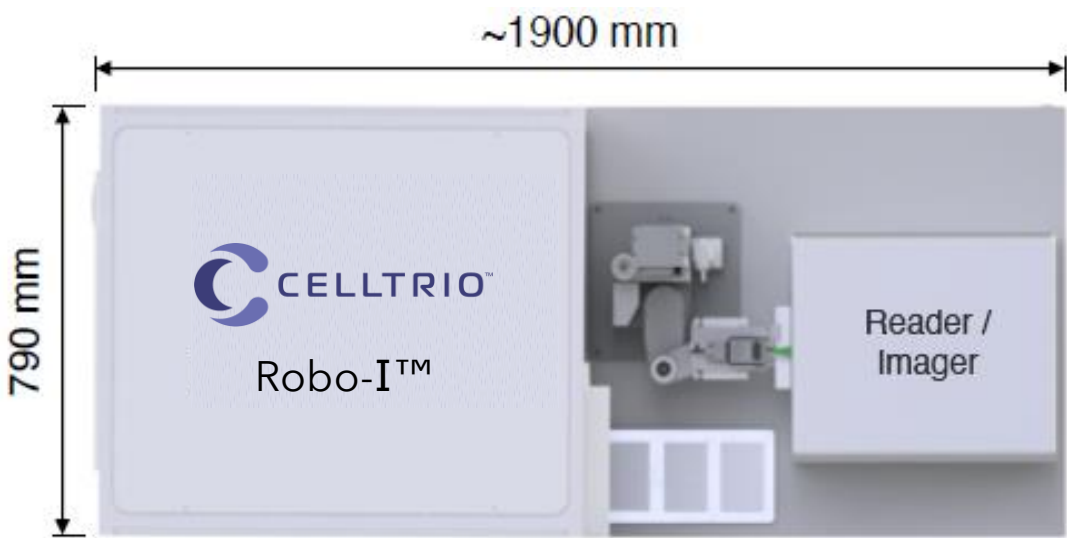 ~1900 mm
790 mm
CELLTRIO™
Robo-I™
Reader /
Imager